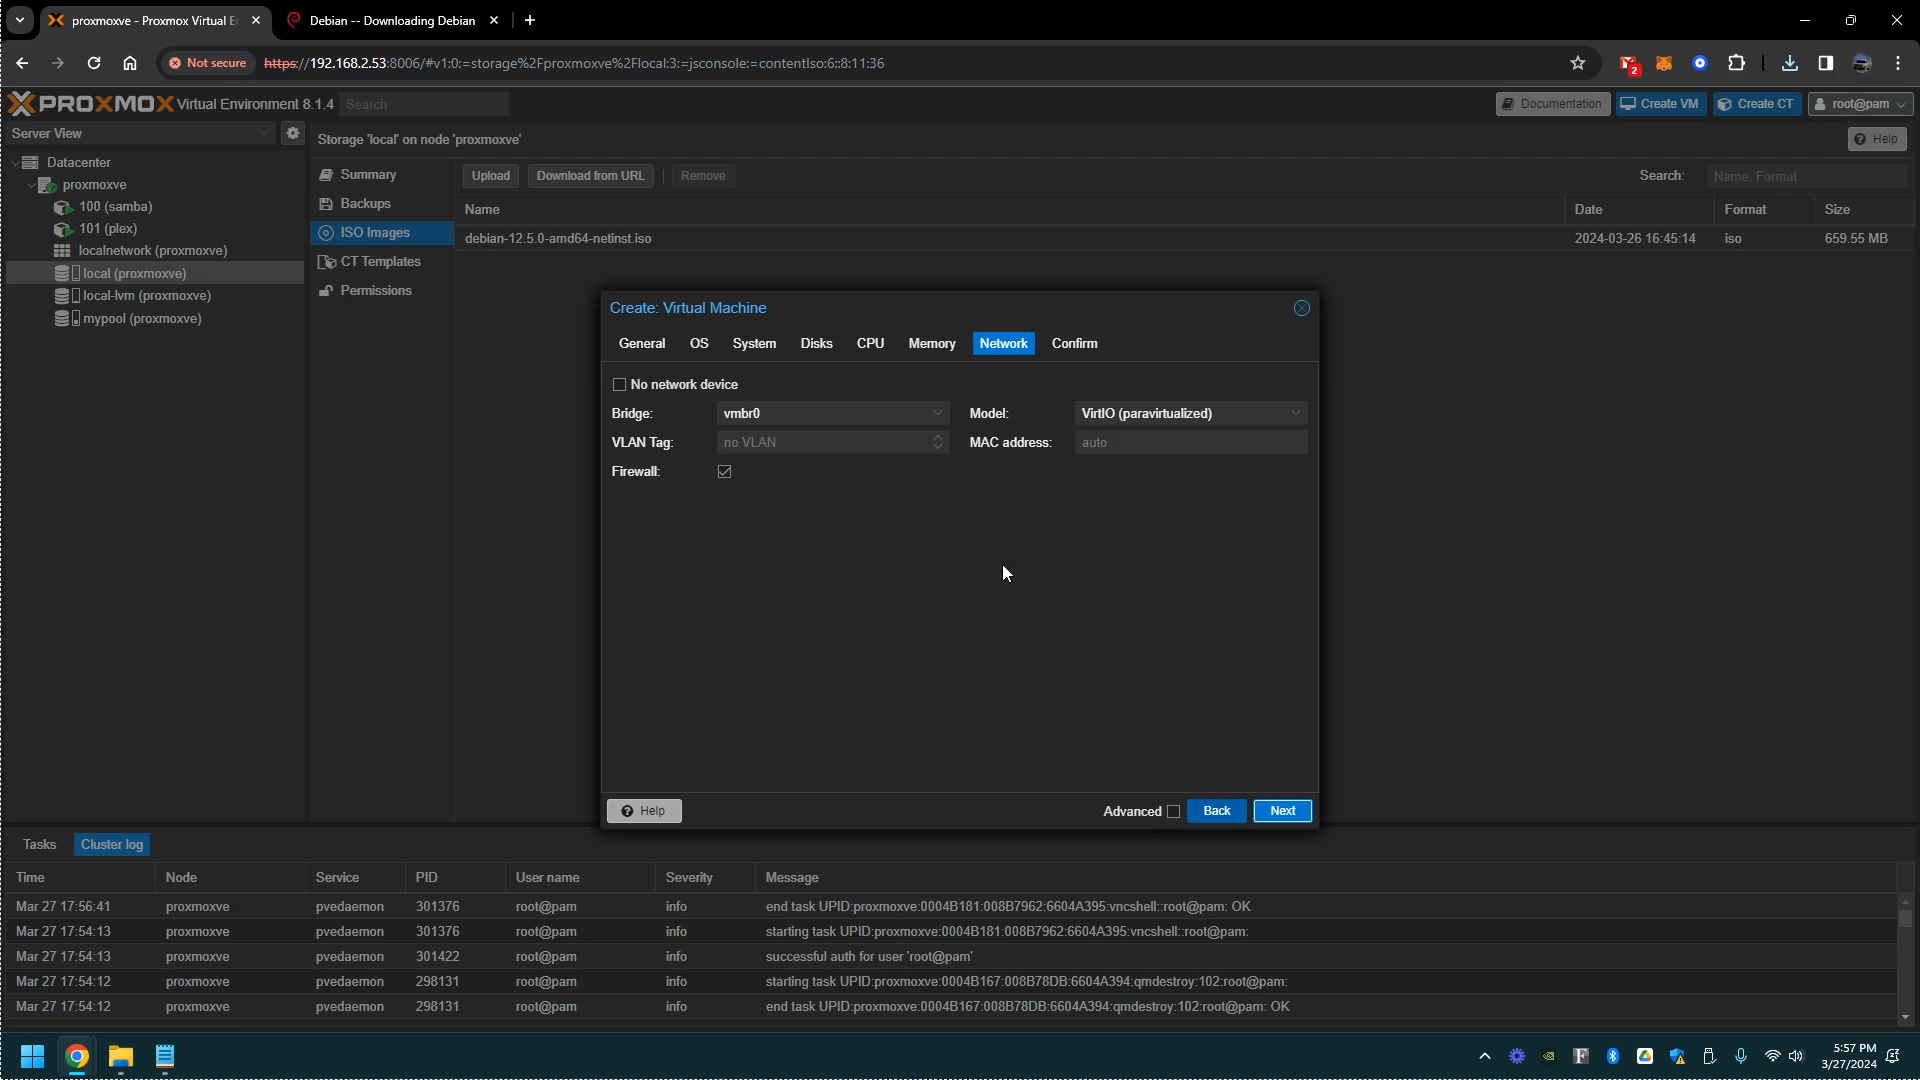 proxmoxve - Proxmox Virtual E
Debian -- Downloading Debian
Not secure
https://192.168.2.53:8006/#v1:0:=storage%2Fproxmoxve%2Flocal:3:=jsconsole:=contentIso:6::8:11:36
2
PROXMOX Virtual Environment 8.1.4
Search
Documentation
Create VM
Create CT
root@pam
Server View
Storage 'local' on node 'proxmoxve'
Help
Datacenter
proxmoxve
100 (samba)
101 (plex)
localnetwork (proxmoxve)
local (proxmoxve)
local-lvm (proxmoxve)
mypool (proxmoxve)
Summary
Backups
ISO Images
CT Templates
Permissions
Upload
Download from URL
Remove
Search:
Name, Format
Name
Date
Format
Size
debian-12.5.0-amd64-netinst.iso
2024-03-26 16:45:14
iso
659.55 MB
Create: Virtual Machine
General
OS
System
Disks
CPU
Memory
Network
Confirm
No network device
Bridge:
vmbr0
Model:
VirtIO (paravirtualized)
VLAN Tag:
no VLAN
MAC address:
auto
Firewall:
Help
Advanced
Back
Next
Tasks
Cluster log
Time
Node
Service
PID
User name
Severity
Message
Mar 27 17:56:41
proxmoxve
pvedaemon
301376
root@pam
info
end task UPID:proxmoxve:0004B181:008B7962:6604A395:vncshell::root@pam: OK
Mar 27 17:54:13
proxmoxve
pvedaemon
301376
root@pam
info
starting task UPID:proxmoxve:0004B181:008B7962:6604A395:vncshell::root@pam:
Mar 27 17:54:13
proxmoxve
pvedaemon
301422
root@pam
info
successful auth for user 'root@pam'
Mar 27 17:54:12
proxmoxve
pvedaemon
298131
root@pam
info
starting task UPID:proxmoxve:0004B167:008B78DB:6604A394:qmdestroy:102:root@pam:
Mar 27 17:54:12
proxmoxve
pvedaemon
298131
root@pam
info
end task UPID:proxmoxve:0004B167:008B78DB:6604A394:qmdestroy:102:root@pam: OK
5:57 PM
3/27/2024